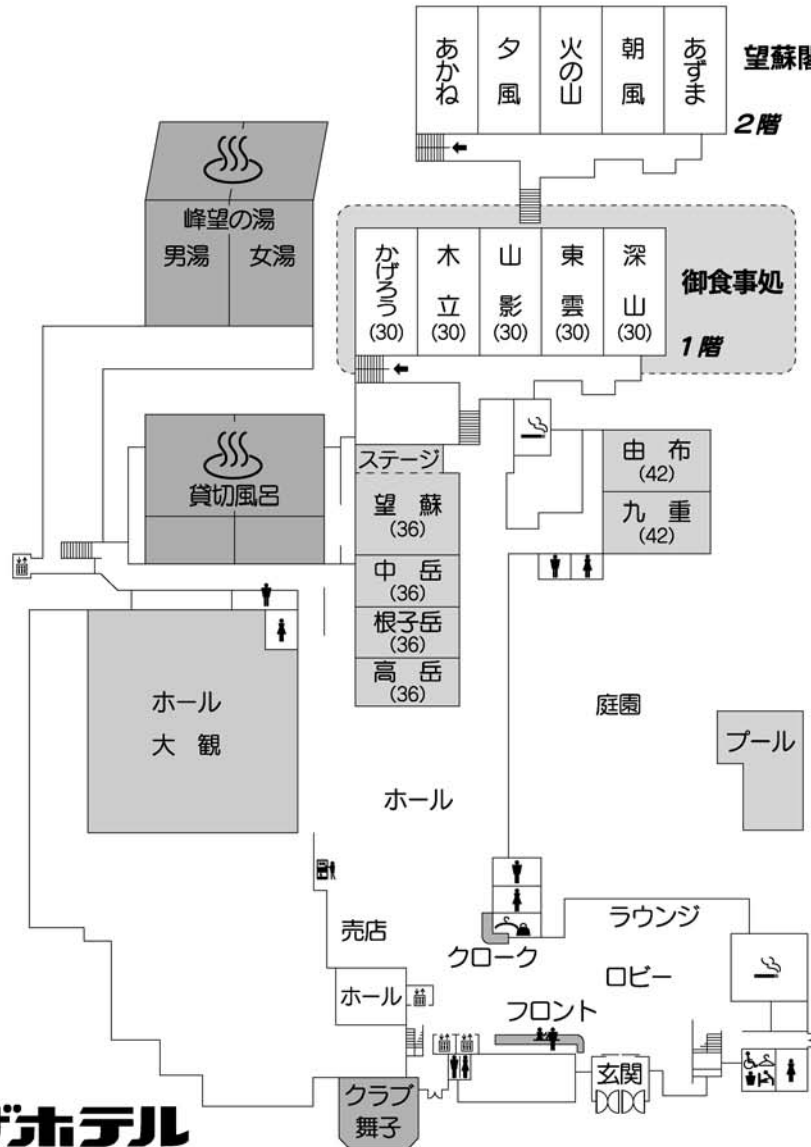 あかね
夕風
火の山
朝風
あずま
望蘇閣
2階
峰望の湯
男湯
女湯
かげろう
(30)
木立
(30)
山影
(30)
東雲
(30)
深山
(30)
御食事処
1階
ステージ
望蘇
(36)
中岳
(36)
根子岳
(36)
高岳
(36)
由布
(42)
九重
(42)
貸切風呂
ホール
大観
庭園
プール
ホール
売店
クローク
ラウンジ
ロビー
ホール
フロント
玄関
クラブ
舞子
ホテル